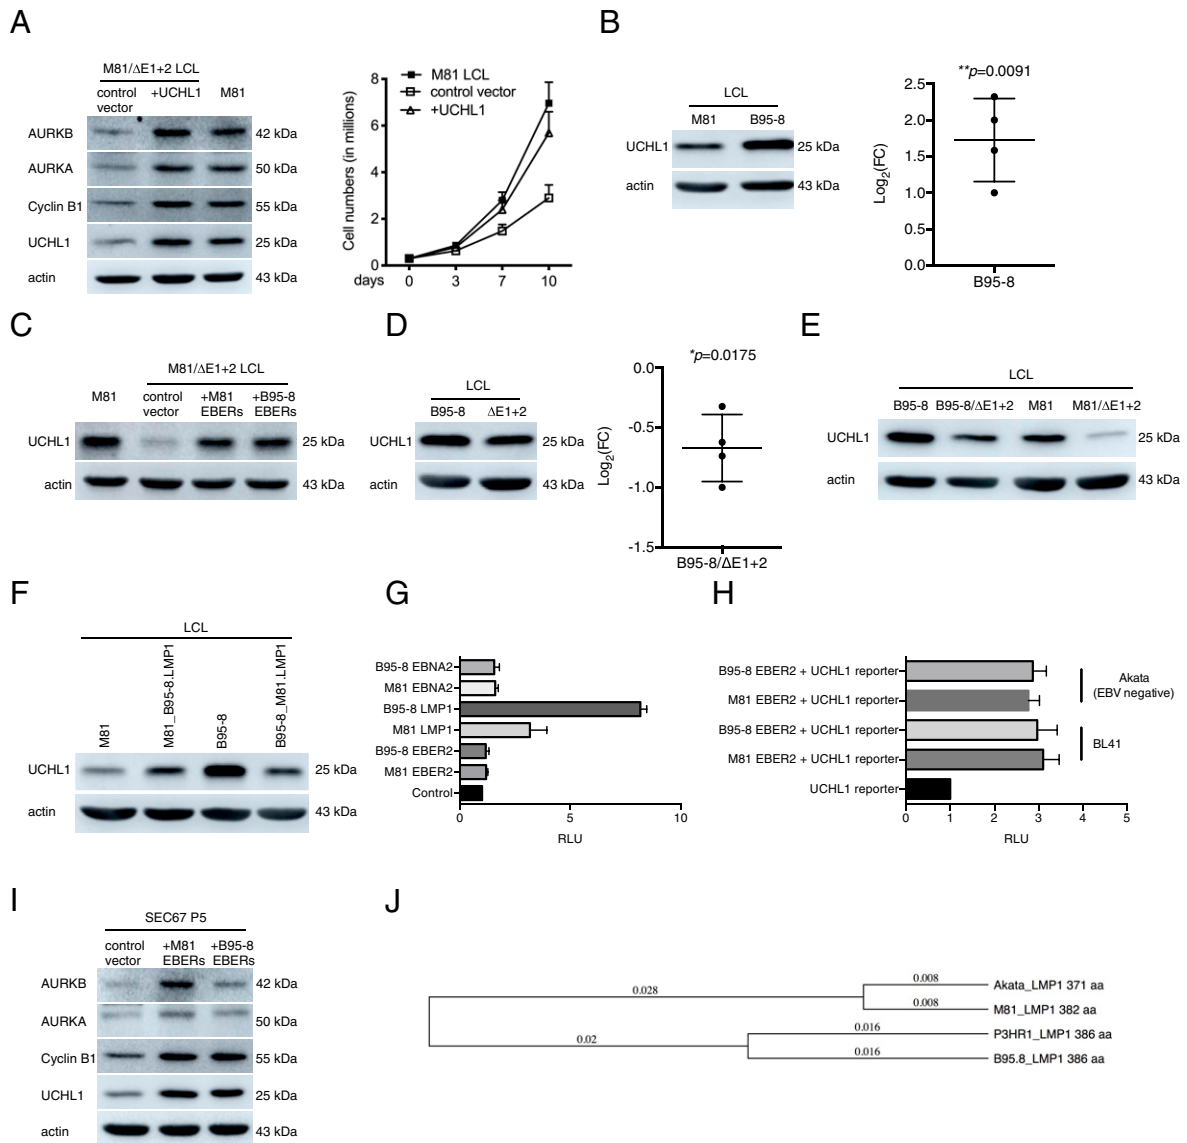 A
M81/ΔE1+2 LCL
control vector
+UCHL1
M81
AURKB
42 kDa
AURKA
50 kDa
Cyclin B1
55 kDa
UCHL1
25 kDa
actin
43 kDa
Cell numbers (in millions)
8
6
4
2
0
M81 LCL
control vector
+UCHL1
days 0 3 7 10
B
LCL
M81 B95-8
UCHL1
25 kDa
actin
43 kDa
**p=0.0091
Log2(FC)
2.5
2.0
1.5
1.0
0.5
0.0
B95-8
C
M81/ΔE1+2 LCL
M81
control vector
+M81 EBERs
+B95-8 EBERs
UCHL1
25 kDa
actin
43 kDa
D
LCL
B95-8 ΔE1+2
UCHL1
25 kDa
actin
43 kDa
*p=0.0175
Log2(FC)
0.0
-0.5
-1.0
-1.5
B95-8/ΔE1+2
E
LCL
B95-8 B95-8/ΔE1+2 M81 M81/ΔE1+2
UCHL1
25 kDa
actin
43 kDa
F
LCL
M81
M81_B95-8.LMP1
B95-8
B95-8_M81.LMP1
UCHL1
25 kDa
actin
43 kDa
G
B95-8 EBNA2
M81 EBNA2
B95-8 LMP1
M81 LMP1
B95-8 EBER2
M81 EBER2
Control
0 5 10
RLU
H
B95-8 EBER2 + UCHL1 reporter
M81 EBER2 + UCHL1 reporter
B95-8 EBER2 + UCHL1 reporter
M81 EBER2 + UCHL1 reporter
UCHL1 reporter
Akata
(EBV negative)
BL41
0 1 2 3 4 5
RLU
I
SEC67 P5
control vector
+M81 EBERs
+B95-8 EBERs
AURKB
42 kDa
AURKA
50 kDa
Cyclin B1
55 kDa
UCHL1
25 kDa
actin
43 kDa
J
0.028
0.008
Akata_LMP1 371 aa
0.008
M81_LMP1 382 aa
0.02
0.016
P3HR1_LMP1 386 aa
0.016
B95.8_LMP1 386 aa